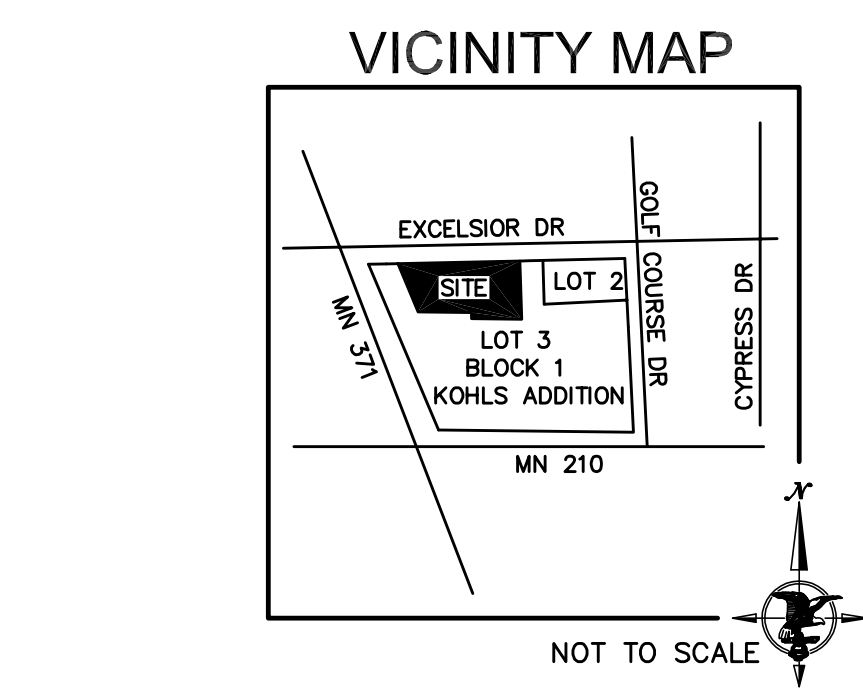 VICINITY MAP
GOLF COURSE DR
EXCELSIOR DR
SITE
LOT 2
MN 371
CYPRESS DR
LOT 3
BLOCK 1
KOHLS ADDITION
MN 210
N
NOT TO SCALE